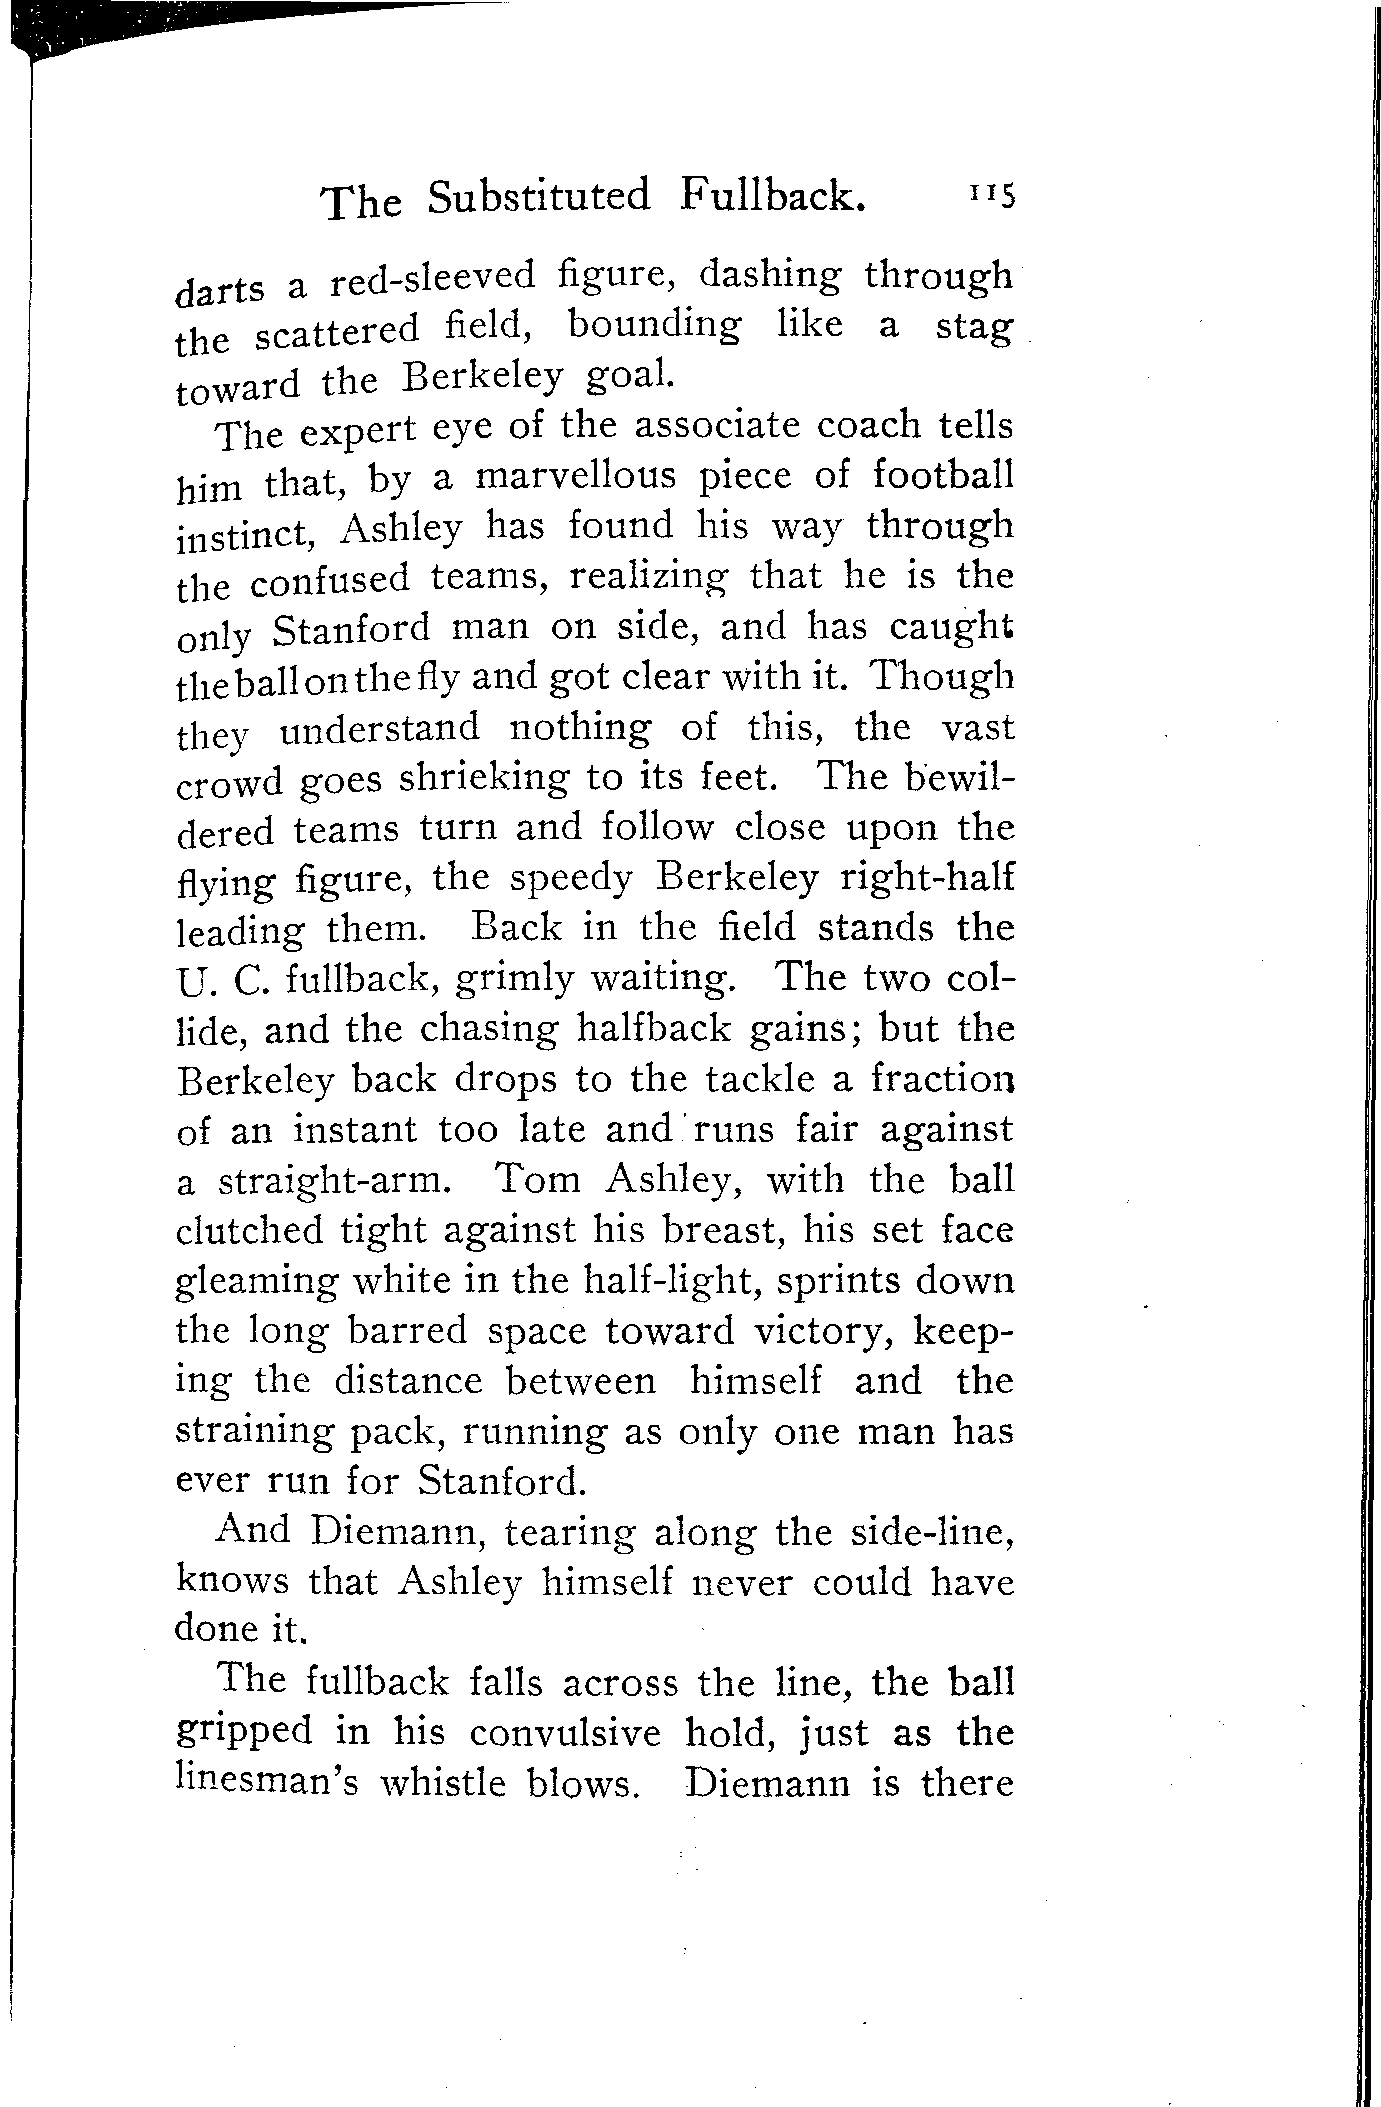 The Substituted Fullback. 115
darts a red-sleeved figure, dashing through
the scattered field, bounding like a stag
toward the Berkeley goal.
The expert eye of the associate coach tells
him that, by a marvellous piece of football
instinct, Ashley has found his way through
the confused teams, realizing that he is the
only Stanford man on side, and has caught
the ball on the fly and got clear with it. Though
they understand nothing of this, the vast
crowd goes shrieking to its feet. The bewil-
dered teams turn and follow close upon the
flying figure, the speedy Berkeley right-half
leading them. Back in the field stands the
U. C. fullback, grimly waiting. The two col-
lide, and the chasing halfback gains; but the
Berkeley back drops to the tackle a fraction
of an instant too late and runs fair against
a straight-arm. Tom Ashley, with the ball
clutched tight against his breast, his set face
gleaming white in the half-light, sprints down
the long barred space toward victory, keep-
ing the distance between himself and the
straining pack, running as only one man has
ever run for Stanford.
And Diemann, tearing along the side-line,
knows that Ashley himself never could have
done it.
The fullback falls across the line, the ball
gripped in his convulsive hold, just as the
linesman's whistle blows. Diemann is there